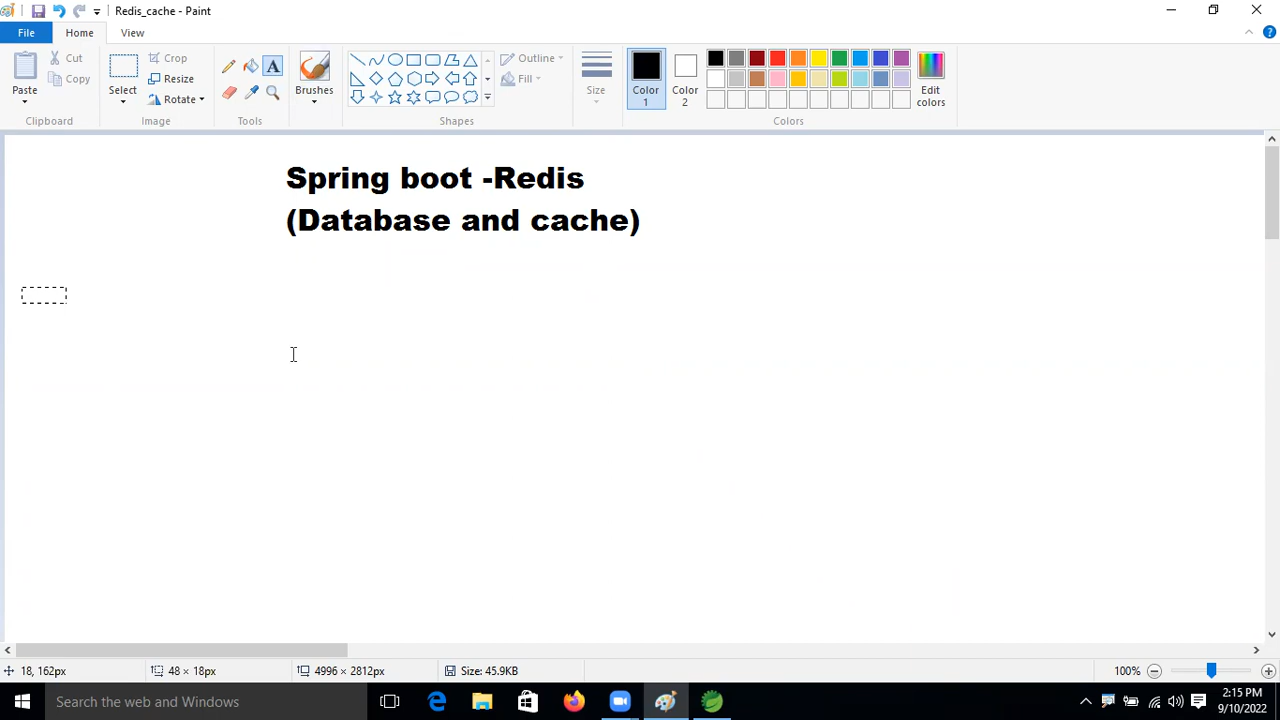 Redis_cache - Paint
File
Home
View
Paste
Cut
Copy
Clipboard
Select
Crop
Resize
Rotate
Image
A
Tools
Brushes
Outline
Fill
Shapes
Size
Color
1
Color
2
Edit
colors
Colors
Spring boot -Redis
(Database and cache)
18, 162px
48 × 18px
4996 × 2812px
Size: 45.9KB
100%
Search the web and Windows
2:15 PM
9/10/2022